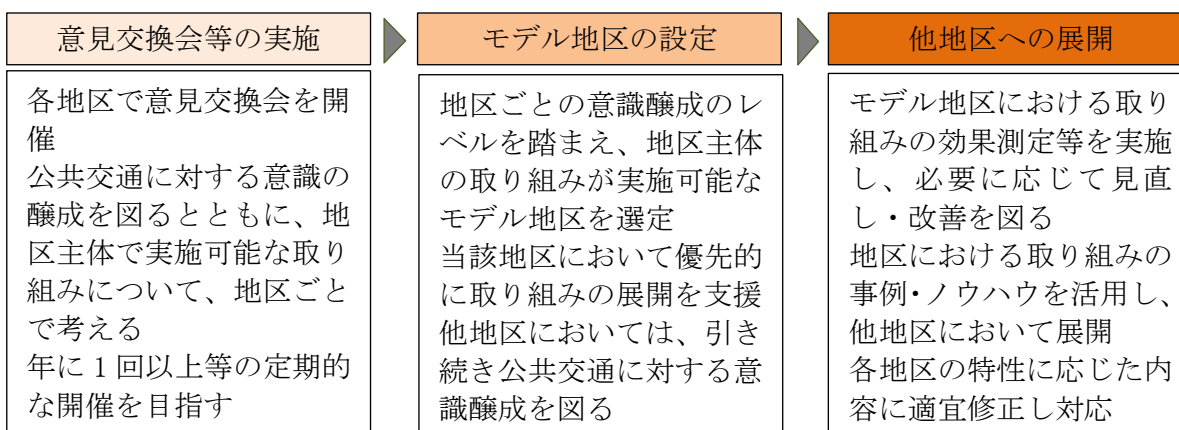 意見交換会等の実施
各地区で意見交換会を開
催
公共交通に対する意識の
醸成を図るとともに、地
区主体で実施可能な取り
組みについて、地区ごと
で考える
年に1回以上等の定期的
な開催を目指す
モデル地区の設定
地区ごとの意識醸成のレ
ベルを踏まえ、地区主体
の取り組みが実施可能な
モデル地区を選定
当該地区において優先的
に取り組みの展開を支援
他地区においては、引き
続き公共交通に対する意
識醸成を図る
他地区への展開
モデル地区における取り
組みの効果測定等を実施
し、必要に応じて見直
し・改善を図る
地区における取り組みの
事例・ノウハウを活用し、
他地区において展開
各地区の特性に応じた内
容に適宜修正し対応